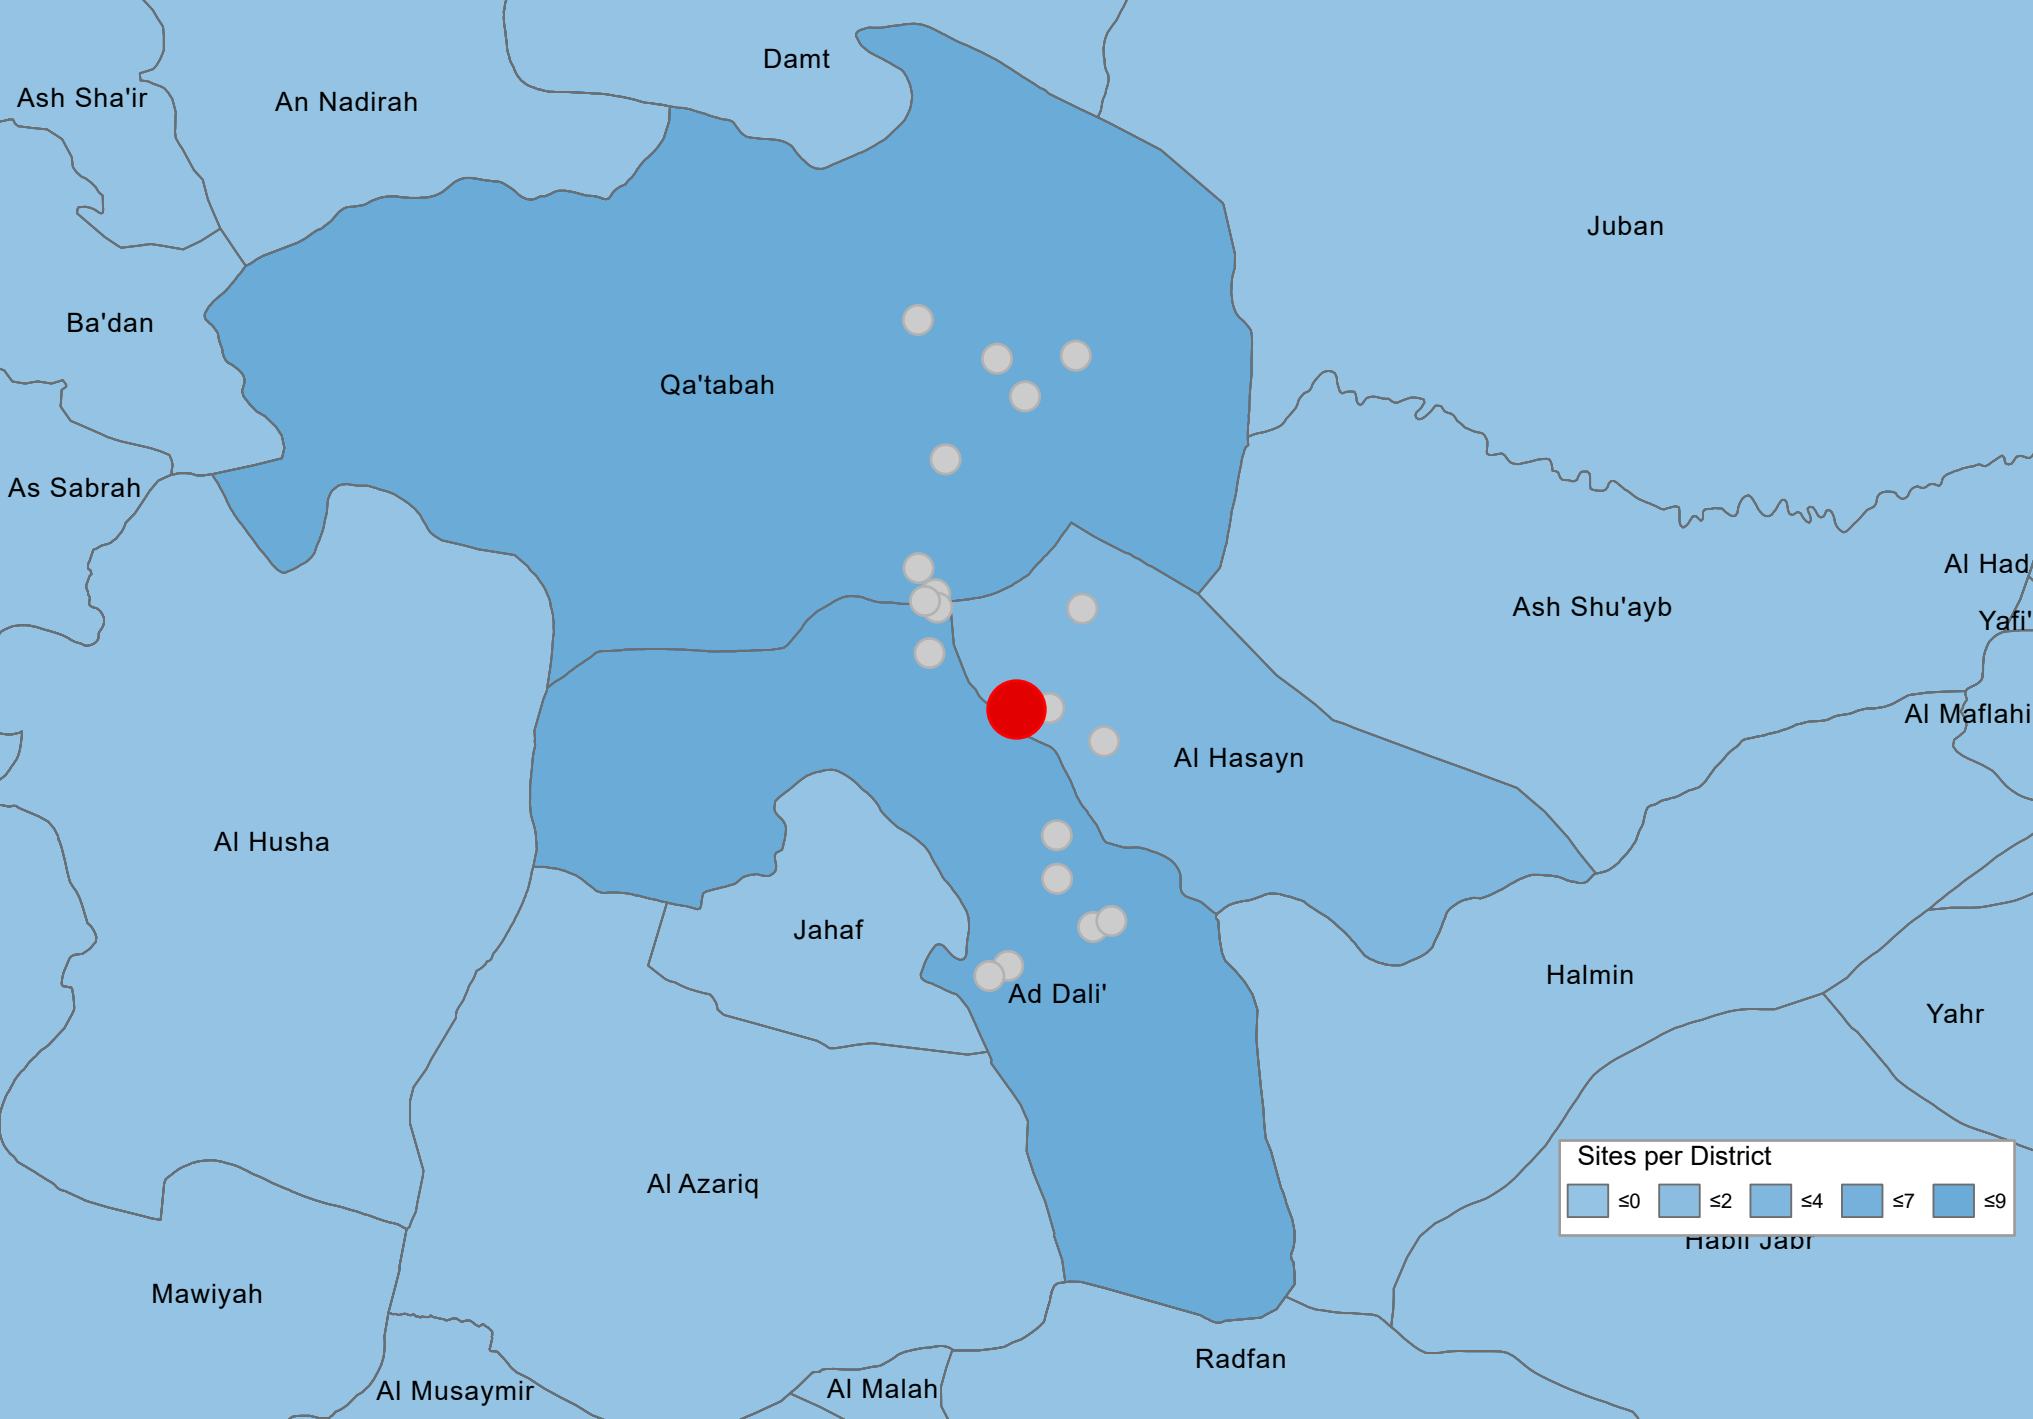 Damt
Ash Sha'ir
An Nadirah
Juban
Ba'dan
Qa'tabah
As Sabrah
Al Had
Ash Shu'ayb
Yafi'
Al Maflahi
Al Hasayn
Al Husha
Jahaf
Halmin
Ad Dali'
Yahr
Sites per District
Al Azariq
≤0 ≤2 ≤4 ≤7 ≤9
Habil Jabr
Mawiyah
Radfan
Al Malah
Al Musaymir